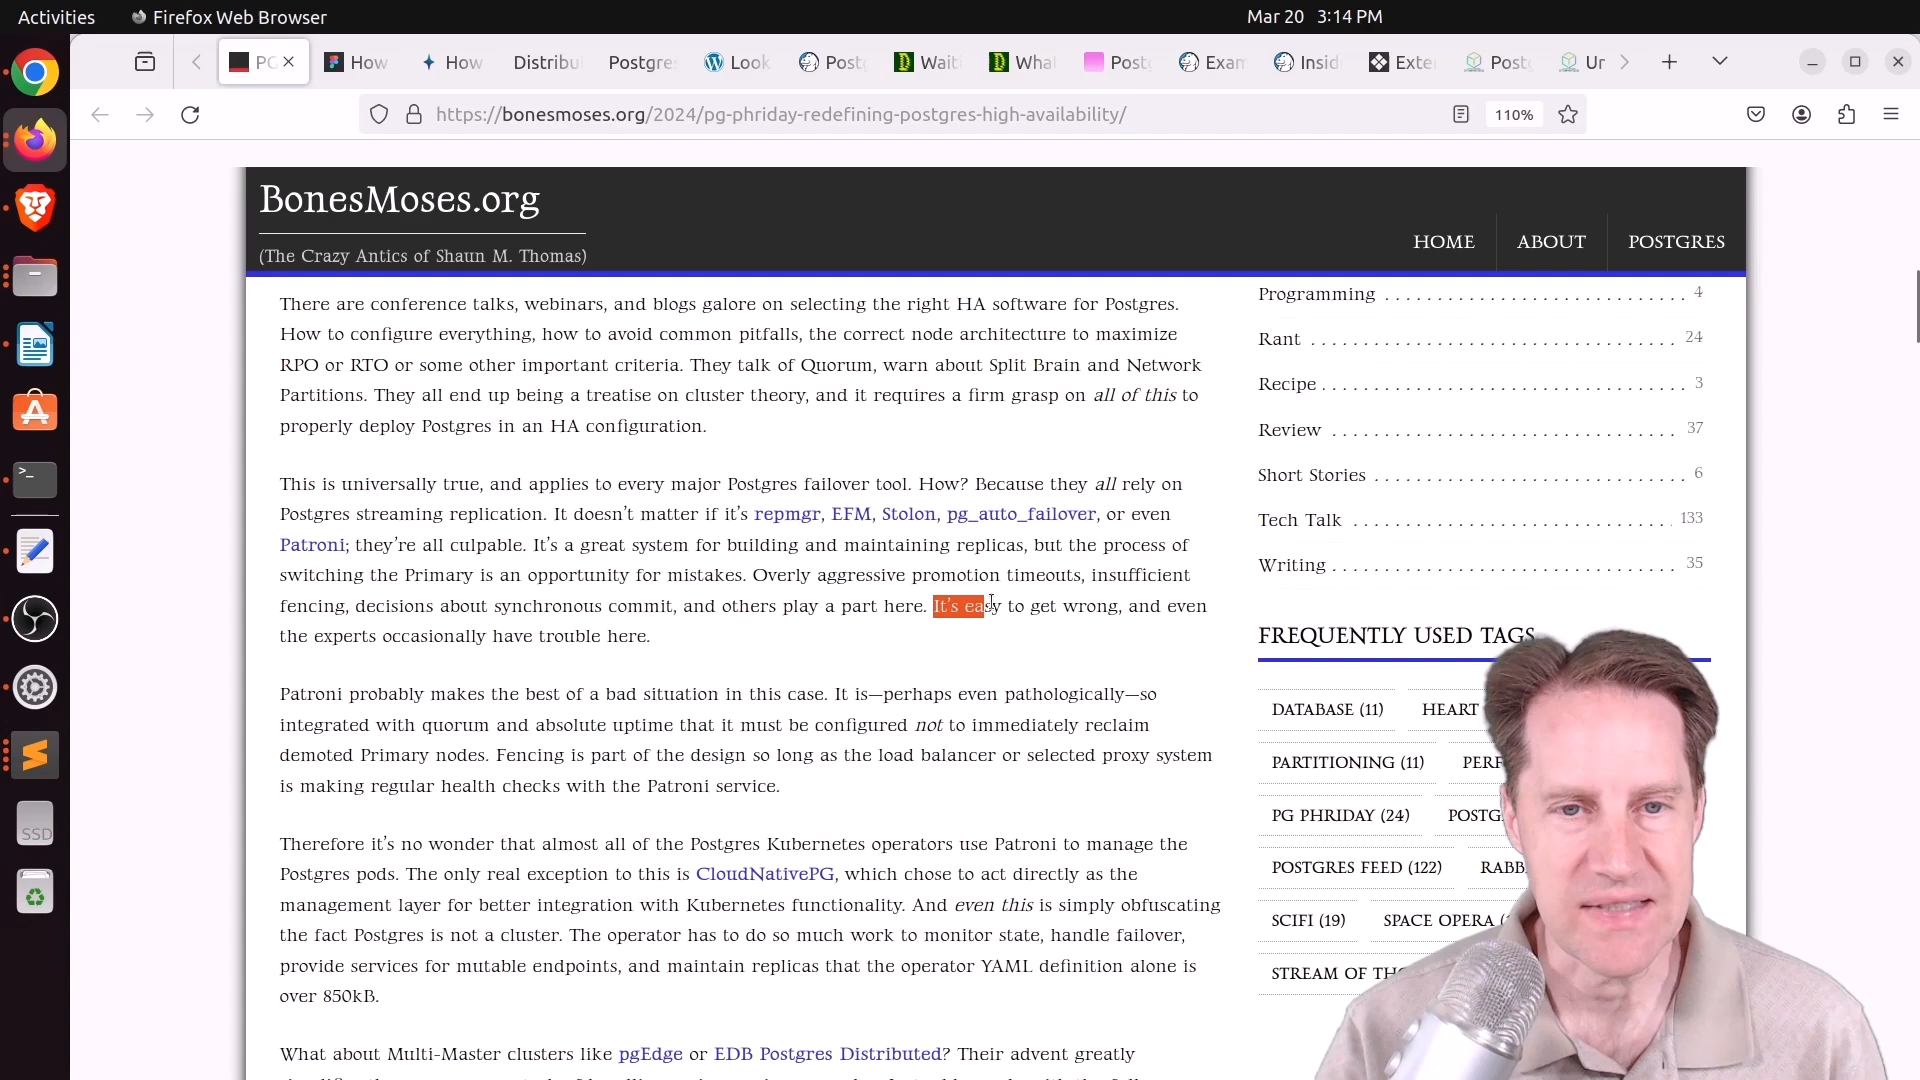 Activities
Firefox Web Browser
Mar 20 3:14 PM
PG
How
How
Distribu
Postgre
Look
Postg
Wait
What
Postg
Exam
Insid
Exte
Postg
Ur
https://bonesmoses.org/2024/pg-phriday-redefining-postgres-high-availability/
110%
BonesMoses.org
(The Crazy Antics of Shaun M. Thomas)
HOME
ABOUT
POSTGRES
There are conference talks, webinars, and blogs galore on selecting the right HA software for Postgres.
How to configure everything, how to avoid common pitfalls, the correct node architecture to maximize
RPO or RTO or some other important criteria. They talk of Quorum, warn about Split Brain and Network
Partitions. They all end up being a treatise on cluster theory, and it requires a firm grasp on all of this to
properly deploy Postgres in an HA configuration.
This is universally true, and applies to every major Postgres failover tool. How? Because they all rely on
Postgres streaming replication. It doesn't matter if it's repmgr, EFM, Stolon, pg_auto_failover, or even
Patroni; they're all culpable. It's a great system for building and maintaining replicas, but the process of
switching the Primary is an opportunity for mistakes. Overly aggressive promotion timeouts, insufficient
fencing, decisions about synchronous commit, and others play a part here. It's easy to get wrong, and even
the experts occasionally have trouble here.
Patroni probably makes the best of a bad situation in this case. It is—perhaps even pathologically—so
integrated with quorum and absolute uptime that it must be configured not to immediately reclaim
demoted Primary nodes. Fencing is part of the design so long as the load balancer or selected proxy system
is making regular health checks with the Patroni service.
Therefore it's no wonder that almost all of the Postgres Kubernetes operators use Patroni to manage the
Postgres pods. The only real exception to this is CloudNativePG, which chose to act directly as the
management layer for better integration with Kubernetes functionality. And even this is simply obfuscating
the fact Postgres is not a cluster. The operator has to do so much work to monitor state, handle failover,
provide services for mutable endpoints, and maintain replicas that the operator YAML definition alone is
over 850kB.
What about Multi-Master clusters like pgEdge or EDB Postgres Distributed? Their advent greatly
Programming 4
Rant 24
Recipe 3
Review 37
Short Stories 6
Tech Talk 133
Writing 35
FREQUENTLY USED TAGS
DATABASE (11)
HEART
PARTITIONING (11)
PERF
PG PHRIDAY (24)
POSTG
POSTGRES FEED (122)
RABB
SCIFI (19)
SPACE OPERA (
STREAM OF THO
SSD